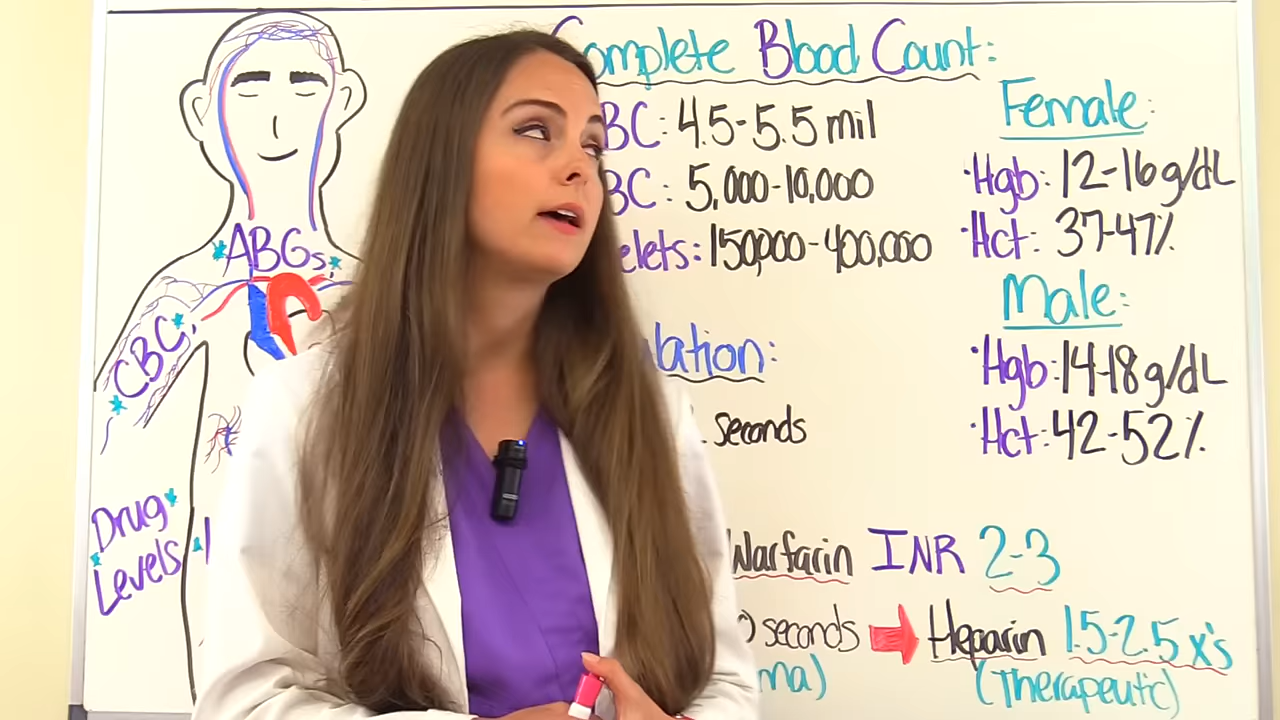 Complete Blood Count:
BC: 4.5-5.5 mil
BC: 5,000-10,000
elets: 150,000-400,000
Female:
·Hgb: 12-16 g/dL
·Hct: 37-47%
Male:
·Hgb: 14-18 g/dL
·Hct: 42-52%
ABGs
CBC
Drug
Levels
lation:
seconds
Warfarin INR 2-3
seconds → Heparin 1.5-2.5 x's
ma) (Therapeutic)